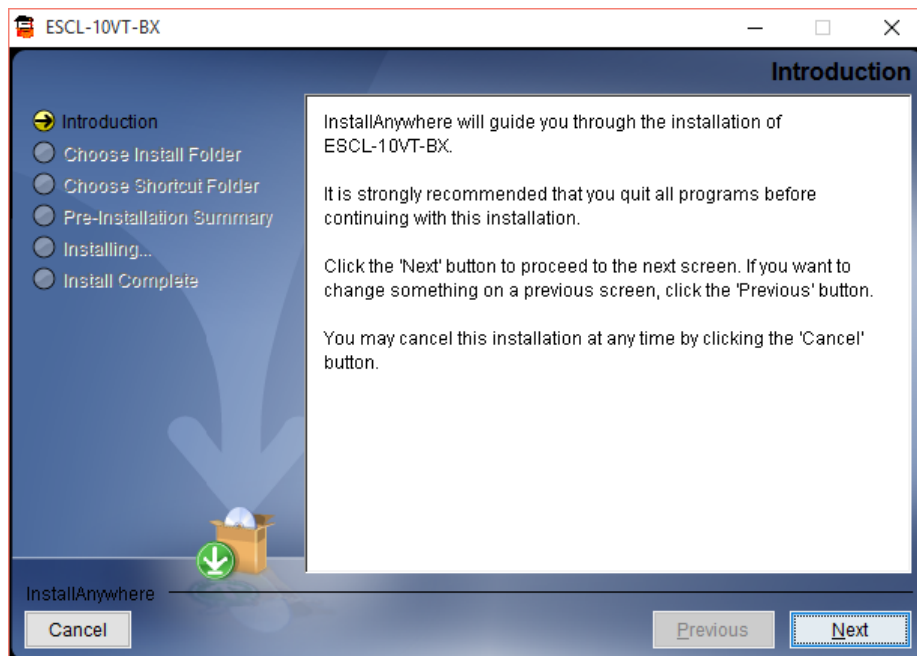 ESCL-10VT-BX
Introduction
Introduction
Choose Install Folder
Choose Shortcut Folder
Pre-Installation Summary
Installing...
Install Complete
InstallAnywhere will guide you through the installation of
ESCL-10VT-BX.
It is strongly recommended that you quit all programs before
continuing with this installation.
Click the 'Next' button to proceed to the next screen. If you want to
change something on a previous screen, click the 'Previous' button.
You may cancel this installation at any time by clicking the 'Cancel'
button.
InstallAnywhere
Cancel
Previous
Next